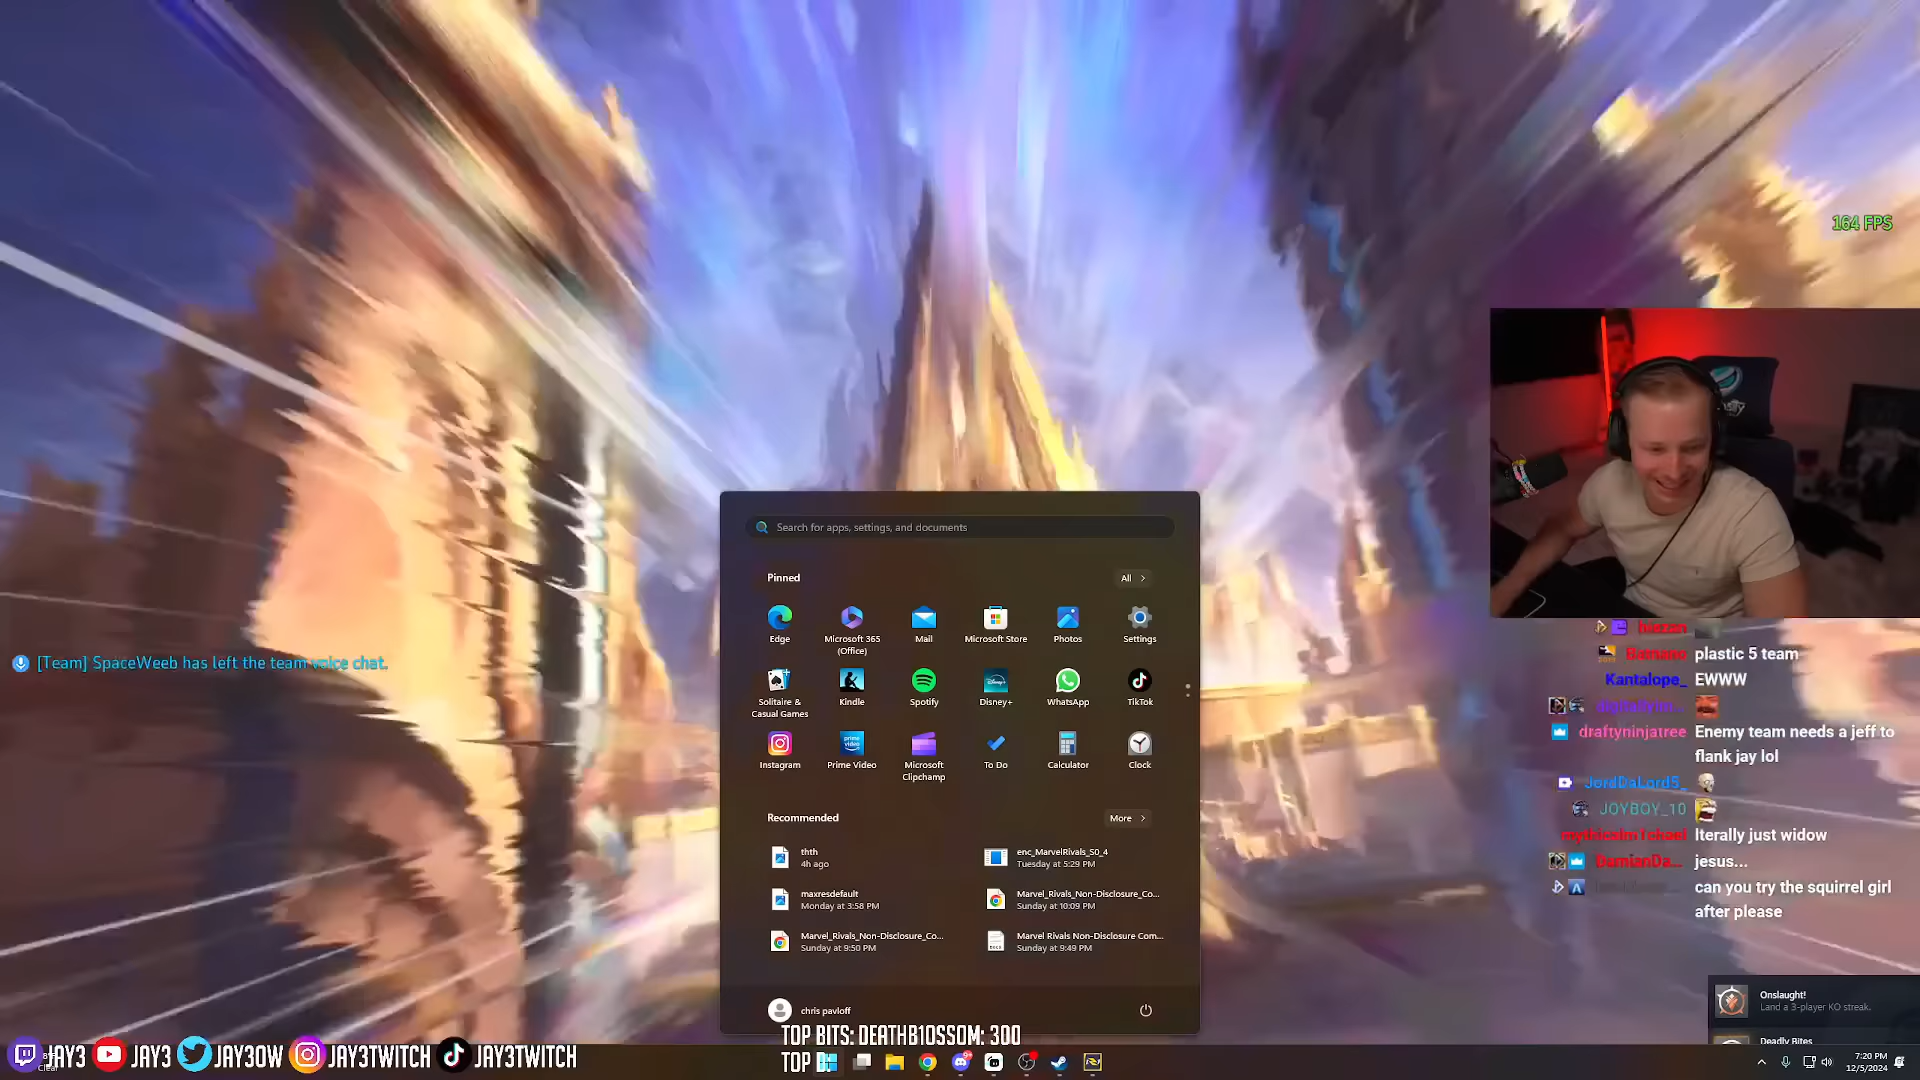 164 FPS
Search for apps, settings, and documents
Pinned
All
Edge
Microsoft 365
(Office)
Mail
Microsoft Store
Photos
Settings
Solitaire &
Casual Games
Kindle
Spotify
Disney+
WhatsApp
TikTok
Instagram
Prime Video
Microsoft
Clipchamp
To Do
Calculator
Clock
Recommended
More
thth
4h ago
enc_MarvelRivals_S0_4
Tuesday at 5:29 PM
maxresdefault
Monday at 3:58 PM
Marvel_Rivals_Non-Disclosure_Co...
Sunday at 10:09 PM
Marvel_Rivals_Non-Disclosure_Co...
Sunday at 9:50 PM
Marvel Rivals Non-Disclosure Com...
Sunday at 9:49 PM
chris pavloff
[Team] SpaceWeeb has left the team voice chat.
plastic 5 team
Kantalope_ EWWW
draftyninjatree Enemy team needs a jeff to
flank jay lol
JordDaLord5_
JOYBOY_10
lterally just widow
DamianDa... jesus...
can you try the squirrel girl
after please
Onslaught!
Land a 3-player KO streak.
Deadly Bites
TOP BITS: DEATHB1OSSOM: 300
TOP
JAY3 JAY3 JAY3OW JAY3TWITCH JAY3TWITCH
Clear
7:20 PM
12/5/2024